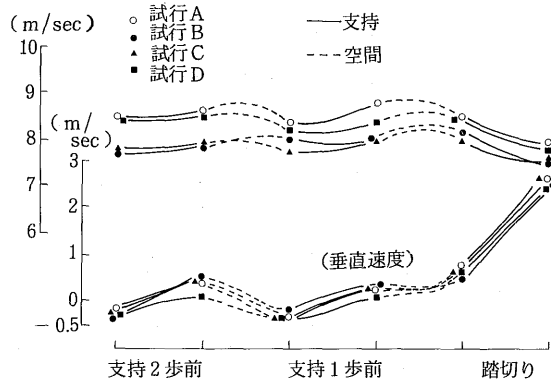 (m/sec)
試行A
試行B
試行C
試行D
支持
空間
10
9
8
7
6
(m/
sec)
3
2
1
0
−0.5
(垂直速度)
支持2歩前
支持1歩前
踏切り